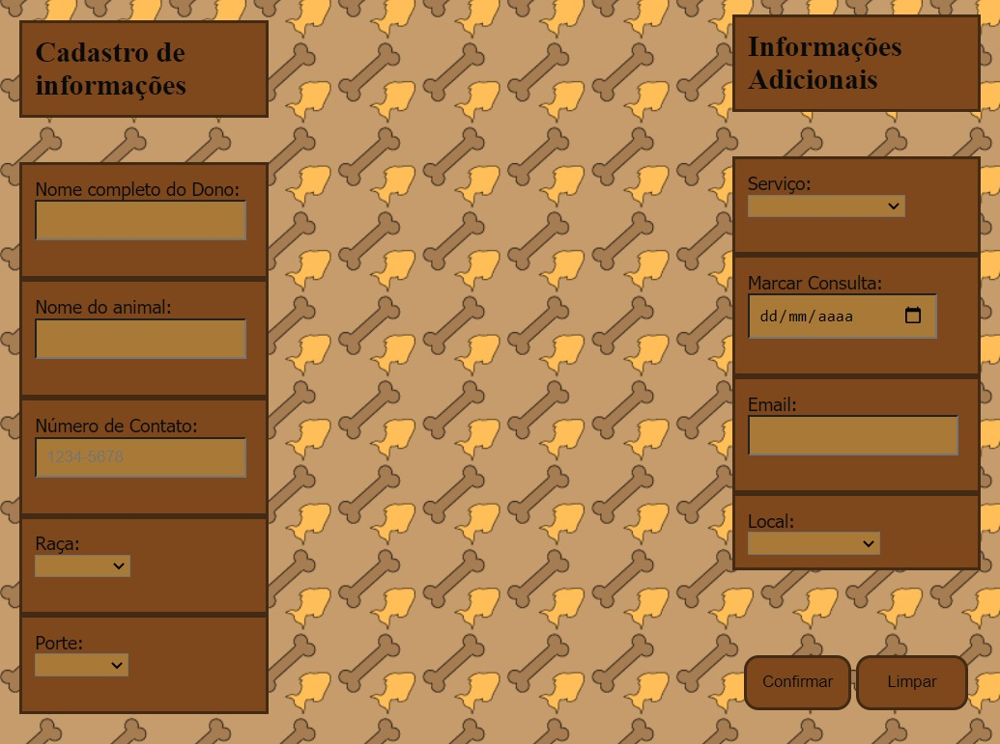 Cadastro de
informações
Nome completo do Dono:
Nome do animal:
Número de Contato:
1234-5678
Raça:
Porte:
Informações
Adicionais
Serviço:
Marcar Consulta:
dd/mm/aaaa
Email:
Local:
Confirmar
Limpar